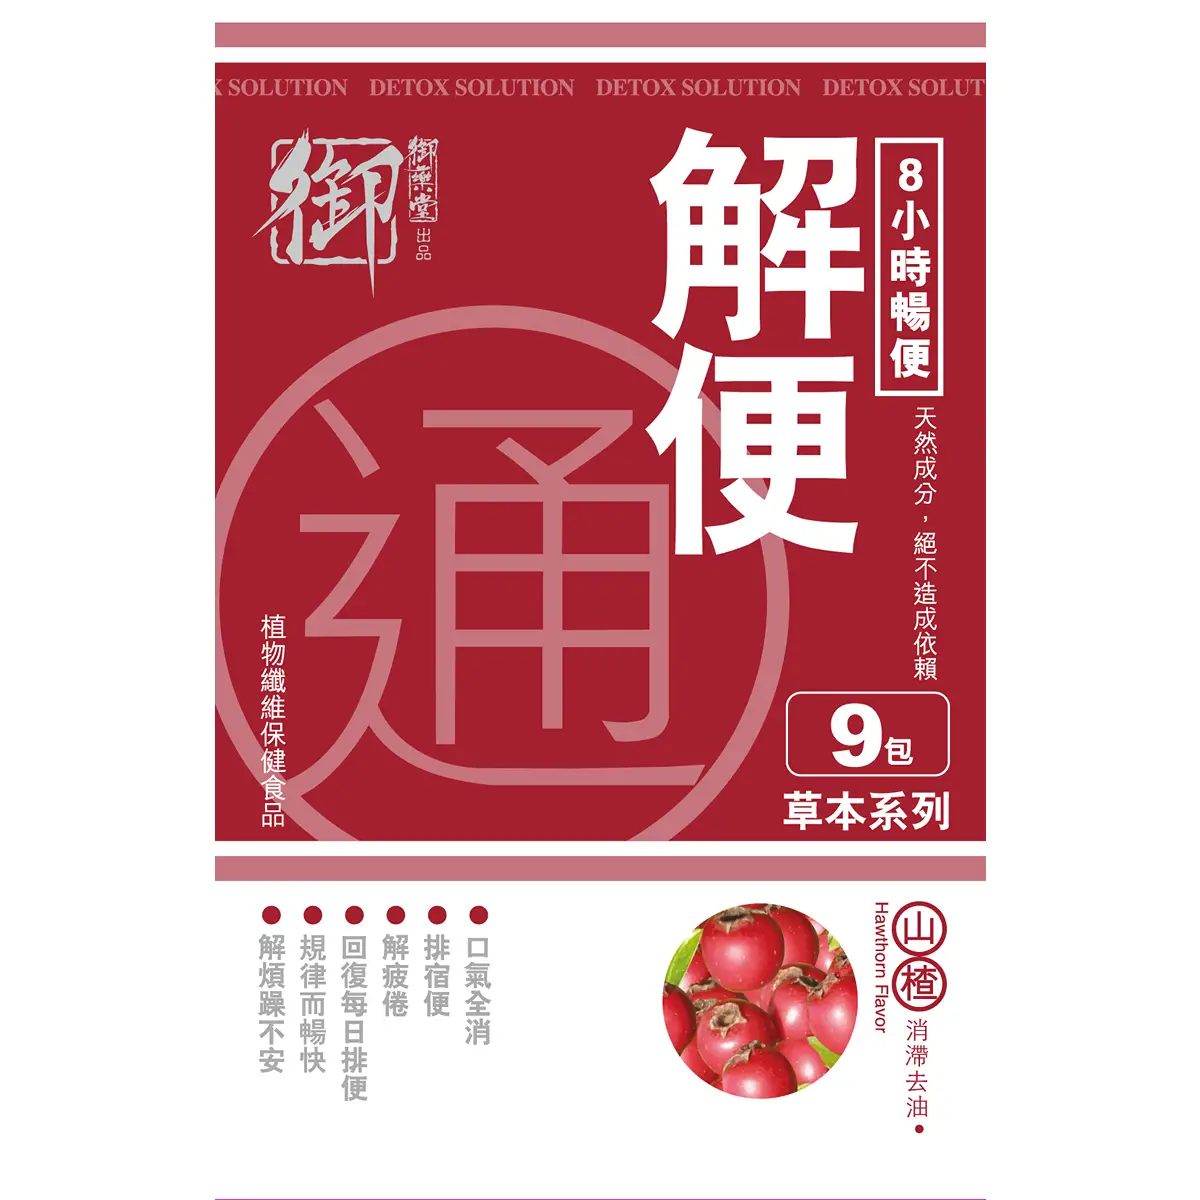 X SOLUTION DETOX SOLUTION DETOX SOLUTION DETOX SOLUT
御
御藥堂
出品
解便
8小時暢便
天然成分，絕不造成依賴
通
植物纖維保健食品
9包
草本系列
山楂
Hawthorn Flavor
消滯去油
口氣全消
排宿便
解疲倦
回復每日排便
規律而暢快
解煩躁不安